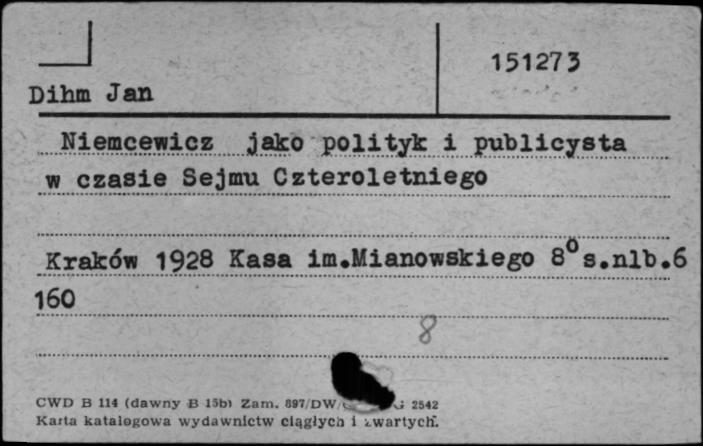 151273
Dihm Jan
Niemcewicz jako polityk i publicysta
w czasie Sejmu Czteroletniego
Kraków 1928 Kasa im.Mianowskiego 8⁰s.nlb.6
160
8
CWD B 114 (dawny B 15b) Zam. 897/DW/ 2542
Karta katalogowa wydawnictw ciągłych i zwartych.